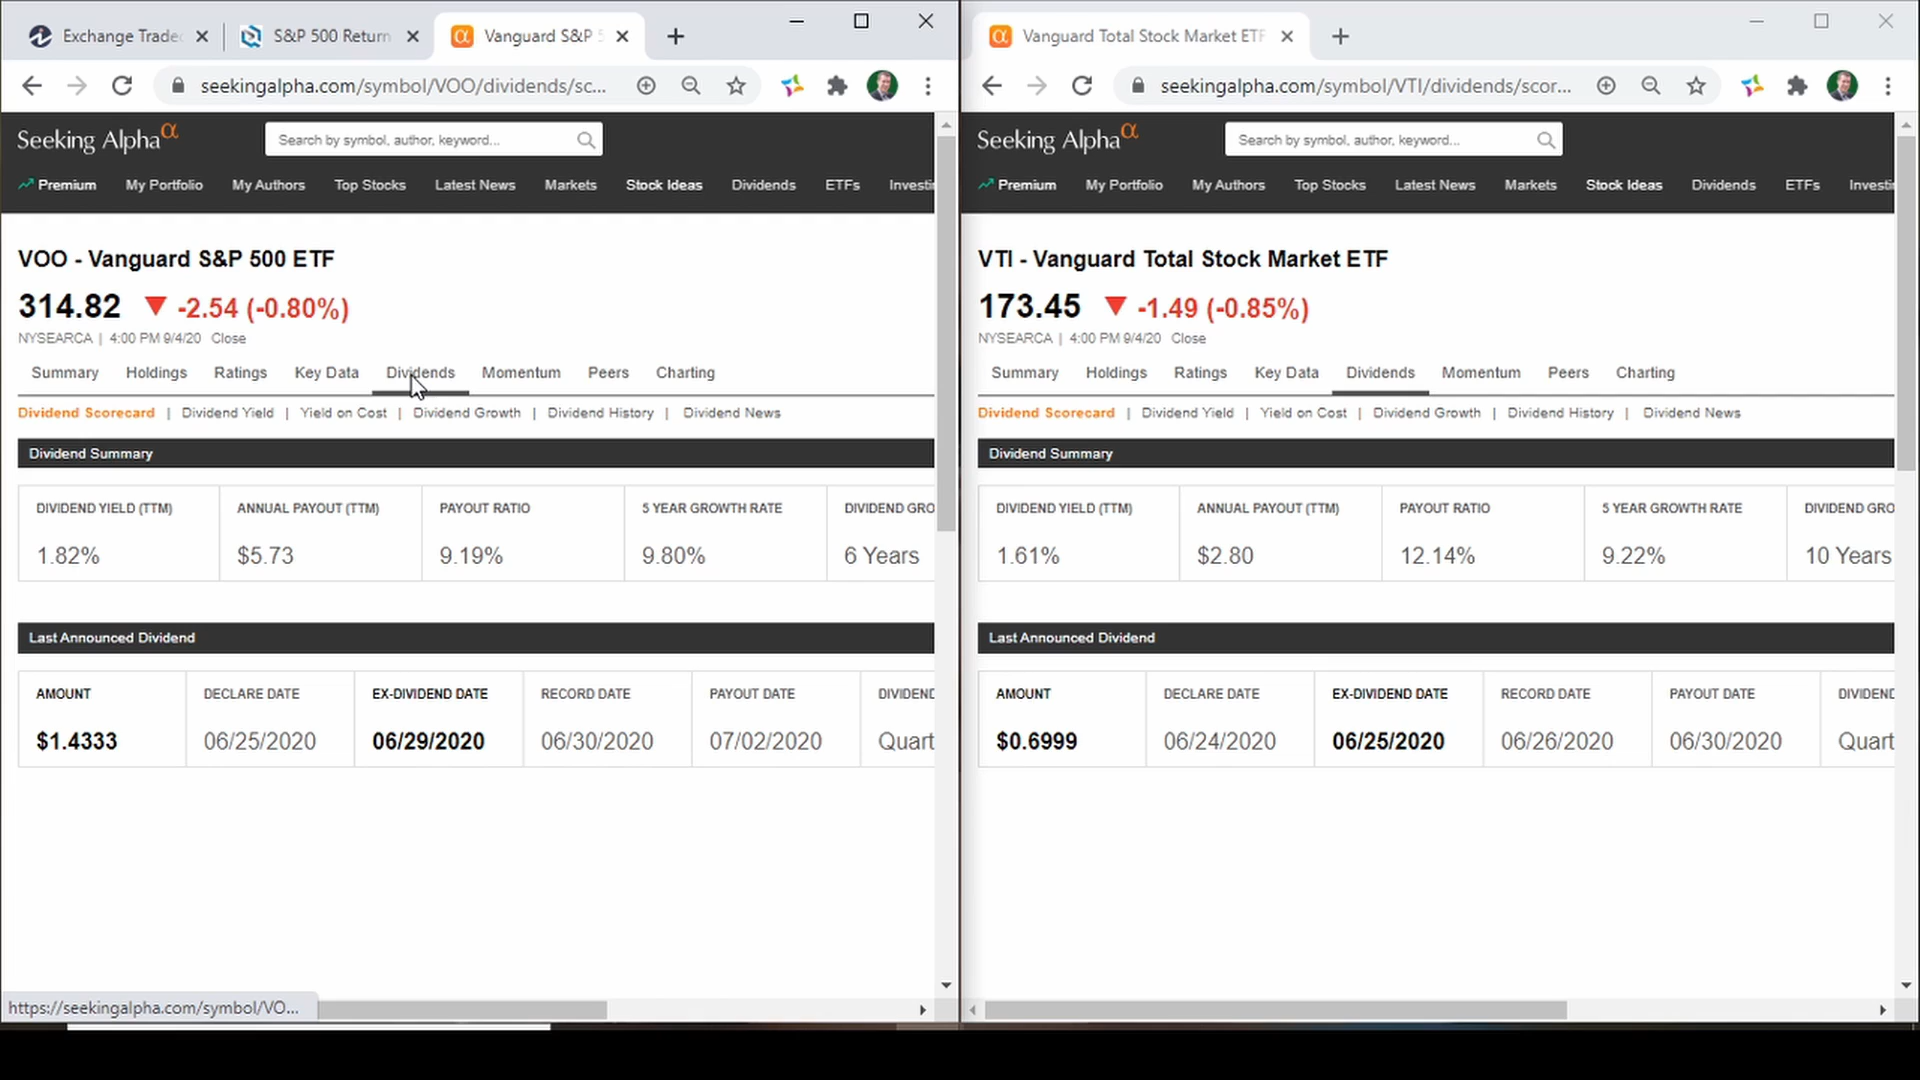 Exchange Trade
S&P 500 Return
Vanguard S&P 5
seekingalpha.com/symbol/VOO/dividends/sc...
Seeking Alpha α
Search by symbol, author, keyword...
Premium My Portfolio My Authors Top Stocks Latest News Markets Stock Ideas Dividends ETFs Investi
VOO - Vanguard S&P 500 ETF
314.82 ▼ -2.54 (-0.80%)
NYSEARCA | 4:00 PM 9/4/20 Close
Summary Holdings Ratings Key Data Dividends Momentum Peers Charting
Dividend Scorecard | Dividend Yield | Yield on Cost | Dividend Growth | Dividend History | Dividend News
Dividend Summary
DIVIDEND YIELD (TTM) ANNUAL PAYOUT (TTM) PAYOUT RATIO 5 YEAR GROWTH RATE DIVIDEND GRO
1.82% $5.73 9.19% 9.80% 6 Years
Last Announced Dividend
AMOUNT DECLARE DATE EX-DIVIDEND DATE RECORD DATE PAYOUT DATE DIVIDEND
$1.4333 06/25/2020 06/29/2020 06/30/2020 07/02/2020 Quart
https://seekingalpha.com/symbol/VO...
Vanguard Total Stock Market ETF
seekingalpha.com/symbol/VTI/dividends/scor...
Seeking Alpha α
Search by symbol, author, keyword...
Premium My Portfolio My Authors Top Stocks Latest News Markets Stock Ideas Dividends ETFs Investi
VTI - Vanguard Total Stock Market ETF
173.45 ▼ -1.49 (-0.85%)
NYSEARCA | 4:00 PM 9/4/20 Close
Summary Holdings Ratings Key Data Dividends Momentum Peers Charting
Dividend Scorecard | Dividend Yield | Yield on Cost | Dividend Growth | Dividend History | Dividend News
Dividend Summary
DIVIDEND YIELD (TTM) ANNUAL PAYOUT (TTM) PAYOUT RATIO 5 YEAR GROWTH RATE DIVIDEND GRO
1.61% $2.80 12.14% 9.22% 10 Years
Last Announced Dividend
AMOUNT DECLARE DATE EX-DIVIDEND DATE RECORD DATE PAYOUT DATE DIVIDEND
$0.6999 06/24/2020 06/25/2020 06/26/2020 06/30/2020 Quart